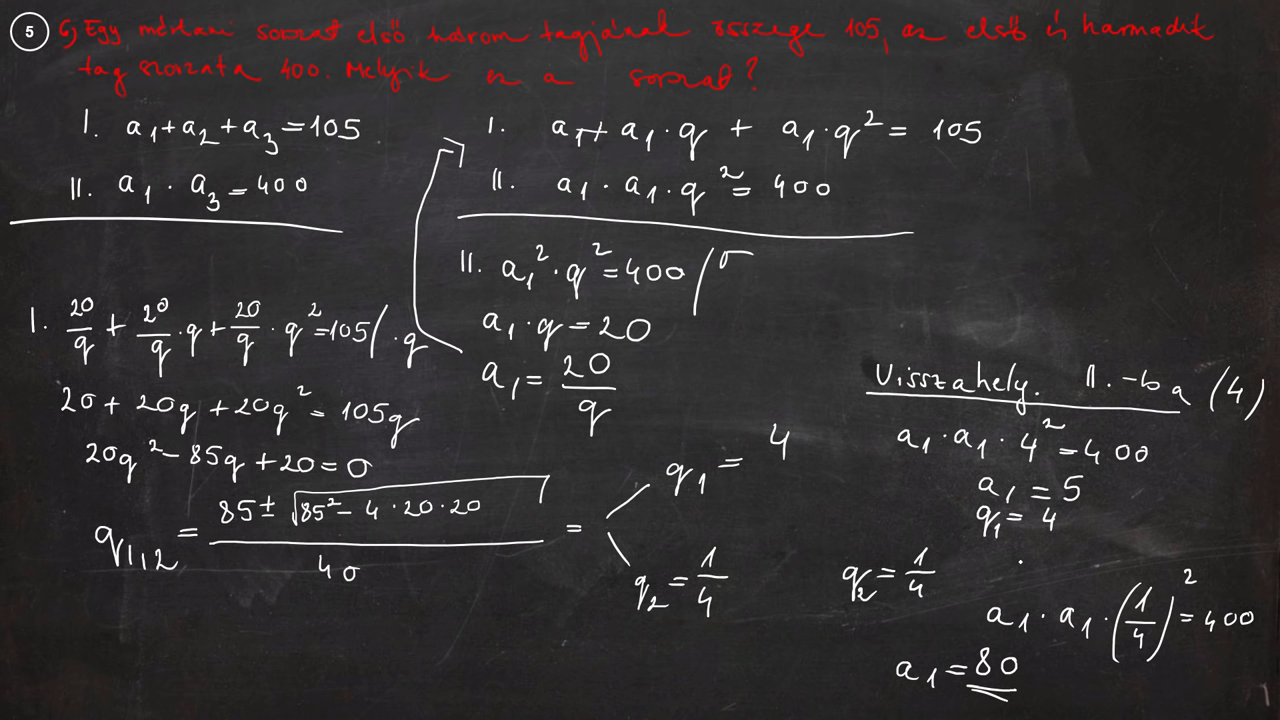 5
6) Egy mértani sorozat első három tagjának összege 105, az első és harmadik
tag szorzata 400. Melyik ez a sorozat?
I. a₁+a₂+a₃=105
II. a₁·a₃=400
I. a₁+a₁·q+a₁·q²=105
II. a₁·a₁·q²=400
II. a₁²·q²=400 /√
a₁·q=20
a₁=20/q
I. 20/q+20/q·q+20/q·q²=105 /·q
20+20q+20q²=105q
20q²-85q+20=0
q₁,₂=(85±√(85²-4·20·20))/40=
q₁=4
q₂=1/4
Visszahely. II.-ba (4)
a₁·a₁·4²=400
a₁=5
q₁=4
q₂=1/4
a₁·a₁·(1/4)²=400
a₁=80